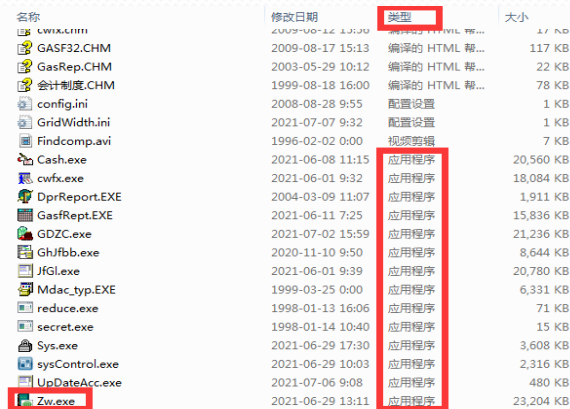 名称 修改日期 类型 大小
cwfx.chm 2009-08-12 15:56 编译的 HTML 帮... 17 KB
GASF32.CHM 2009-08-17 15:13 编译的 HTML 帮... 117 KB
GasRep.CHM 2003-05-29 10:12 编译的 HTML 帮... 22 KB
会计制度.CHM 1999-08-18 16:00 编译的 HTML 帮... 78 KB
config.ini 2008-08-28 9:55 配置设置 1 KB
GridWidth.ini 2021-07-07 9:32 配置设置 1 KB
Findcomp.avi 1996-02-02 0:00 视频剪辑 7 KB
Cash.exe 2021-06-08 11:15 应用程序 20,560 KB
cwfx.exe 2021-06-01 9:32 应用程序 18,084 KB
DprReport.EXE 2004-03-09 11:07 应用程序 1,911 KB
GasfRept.EXE 2021-06-11 7:25 应用程序 15,836 KB
GDZC.EXE 2021-07-02 15:59 应用程序 21,236 KB
GhJfbb.exe 2020-11-10 9:50 应用程序 8,644 KB
JfGl.exe 2021-06-01 9:39 应用程序 20,780 KB
Mdac_typ.EXE 1999-03-25 0:00 应用程序 6,331 KB
reduce.exe 1998-01-13 16:06 应用程序 71 KB
secret.exe 1998-01-14 10:40 应用程序 15 KB
Sys.exe 2021-06-29 17:30 应用程序 3,608 KB
sysControl.exe 2021-06-29 10:03 应用程序 2,316 KB
UpDateAcc.exe 2021-07-06 9:08 应用程序 480 KB
Zw.exe 2021-06-29 13:11 应用程序 23,204 KB